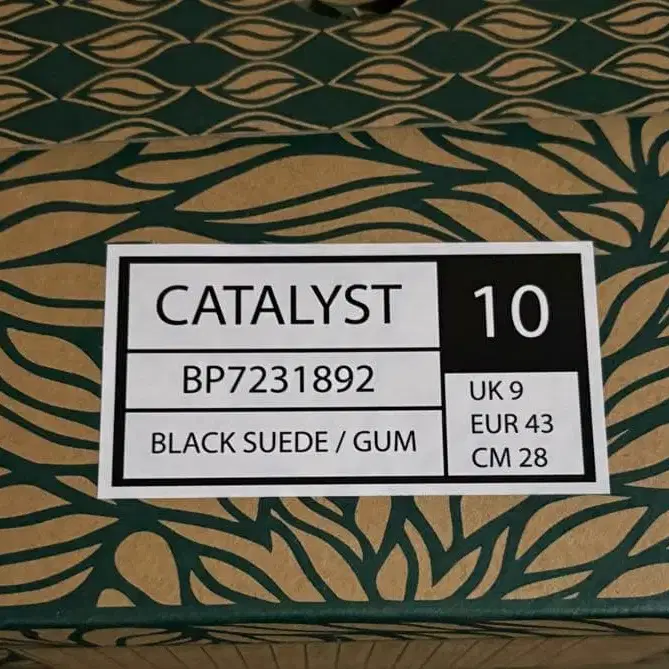 CATALYST
10
BP7231892
BLACK SUEDE / GUM
UK 9
EUR 43
CM 28